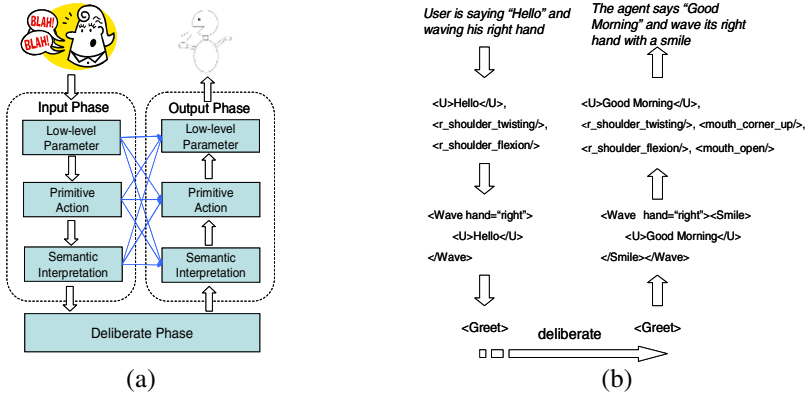 BLAH!
BLAH!
Input Phase
Low-level
Parameter
Primitive
Action
Semantic
Interpretation
Output Phase
Low-level
Parameter
Primitive
Action
Semantic
Interpretation
Deliberate Phase
(a)
User is saying “Hello” and
waving his right hand
<U>Hello</U>,
<r_shoulder_twisting/>,
<r_shoulder_flexion/>
<Wave hand=“right”>
<U>Hello</U>
</Wave>
<Greet>
deliberate
The agent says “Good
Morning” and wave its right
hand with a smile
<U>Good Morning</U>,
<r_shoulder_twisting/>, <mouth_corner_up/>,
<r_shoulder_flexion/>, <mouth_open/>
<Wave hand=“right”><Smile>
<U>Good Morning</U>
</Smile></Wave>
<Greet>
(b)